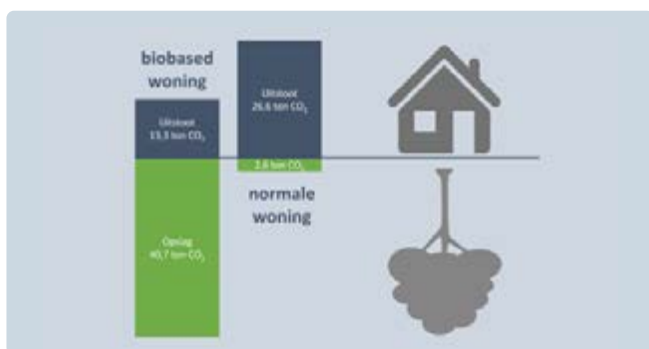 biobased
woning
Uitstoot
13,3 ton CO₂
Opslag
40,7 ton CO₂
Uitstoot
26,6 ton CO₂
2,6 ton CO₂
normale
woning